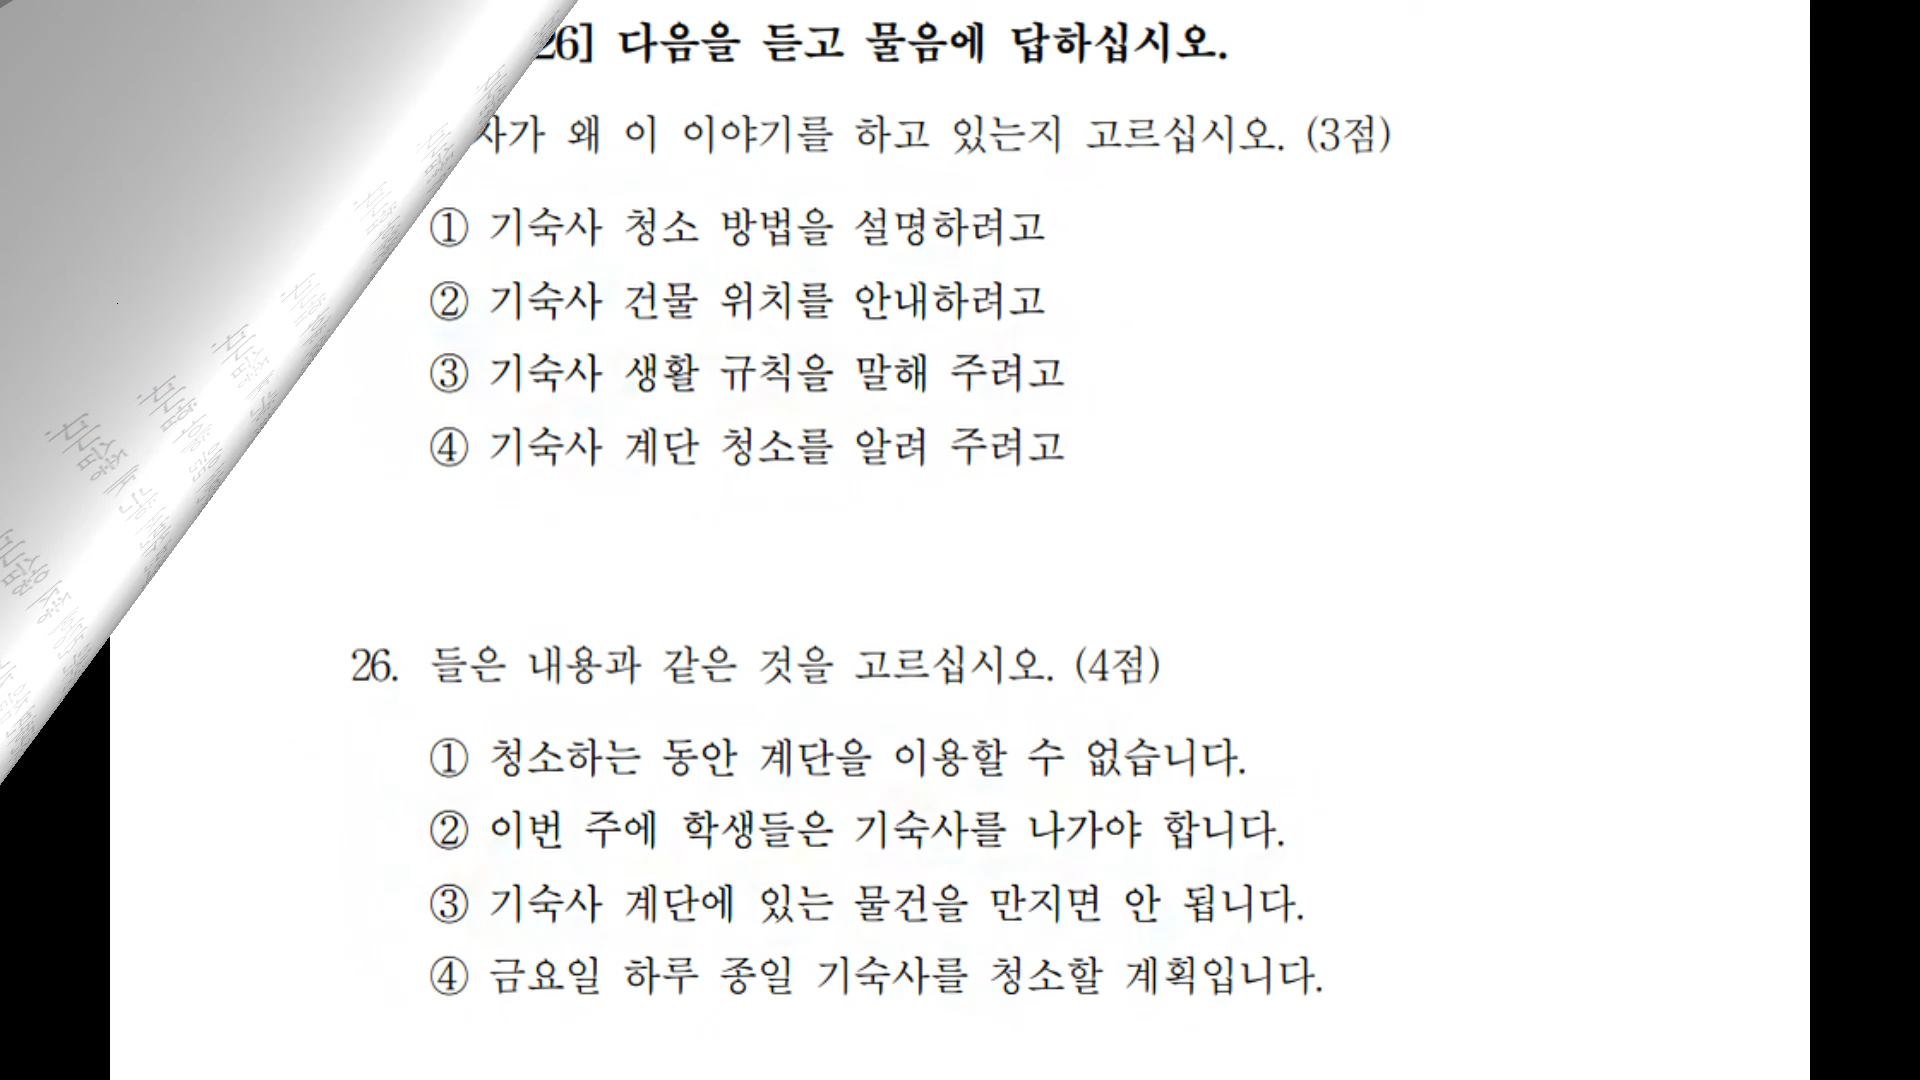 26] 다음을 듣고 물음에 답하십시오.
왜 이 이야기를 하고 있는지 고르십시오. (3점)
① 기숙사 청소 방법을 설명하려고
② 기숙사 건물 위치를 안내하려고
③ 기숙사 생활 규칙을 말해 주려고
④ 기숙사 계단 청소를 알려 주려고
26. 들은 내용과 같은 것을 고르십시오. (4점)
① 청소하는 동안 계단을 이용할 수 없습니다.
② 이번 주에 학생들은 기숙사를 나가야 합니다.
③ 기숙사 계단에 있는 물건을 만지면 안 됩니다.
④ 금요일 하루 종일 기숙사를 청소할 계획입니다.